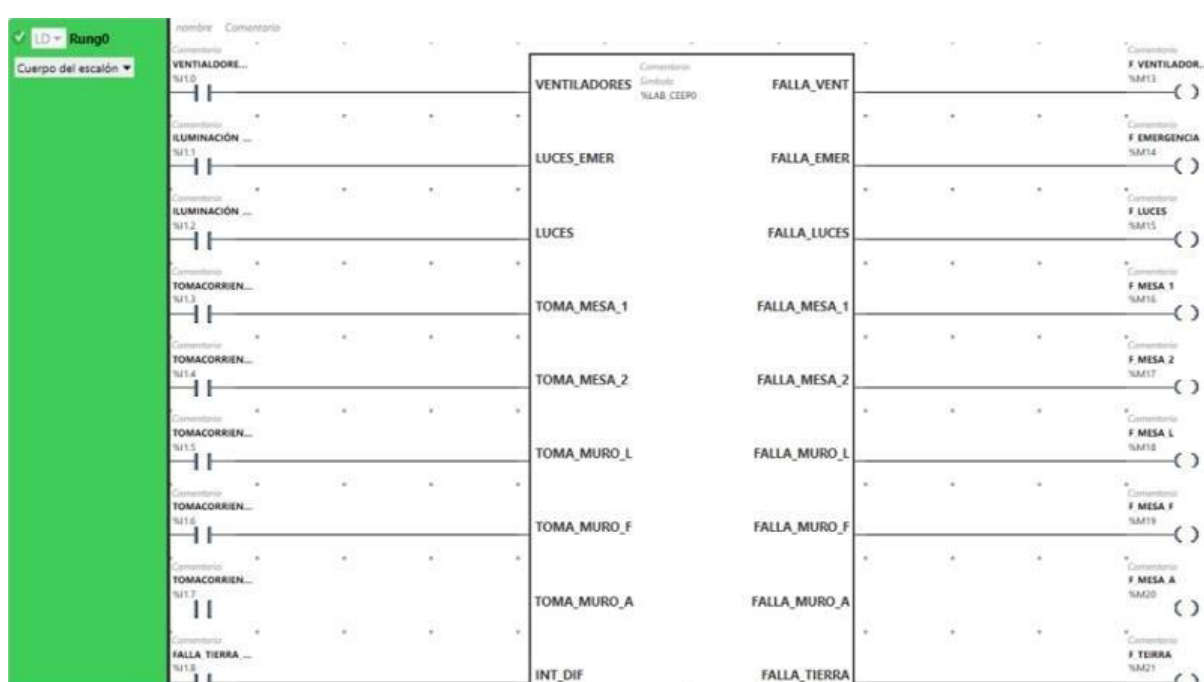 LD Rung0
Cuerpo del escalón
nombre Comentario
Comentario
VENTIALDORE...
%I1.0
Comentario
ILUMINACIÓN ...
%I1.1
Comentario
ILUMINACIÓN ...
%I1.2
Comentario
TOMACORRIEN...
%I1.3
Comentario
TOMACORRIEN...
%I1.4
Comentario
TOMACORRIEN...
%I1.5
Comentario
TOMACORRIEN...
%I1.6
Comentario
TOMACORRIEN...
%I1.7
Comentario
FALLA TIERRA ...
%I1.8
Comentario
Símbolo
%LAB_CEEP0
VENTILADORES FALLA_VENT
LUCES_EMER FALLA_EMER
LUCES FALLA_LUCES
TOMA_MESA_1 FALLA_MESA_1
TOMA_MESA_2 FALLA_MESA_2
TOMA_MURO_L FALLA_MURO_L
TOMA_MURO_F FALLA_MURO_F
TOMA_MURO_A FALLA_MURO_A
INT_DIF FALLA_TIERRA
Comentario
F VENTILADOR...
%M13
Comentario
F EMERGENCIA
%M14
Comentario
F LUCES
%M15
Comentario
F MESA 1
%M16
Comentario
F MESA 2
%M17
Comentario
F MESA L
%M18
Comentario
F MESA F
%M19
Comentario
F MESA A
%M20
Comentario
F TEIRRA
%M21